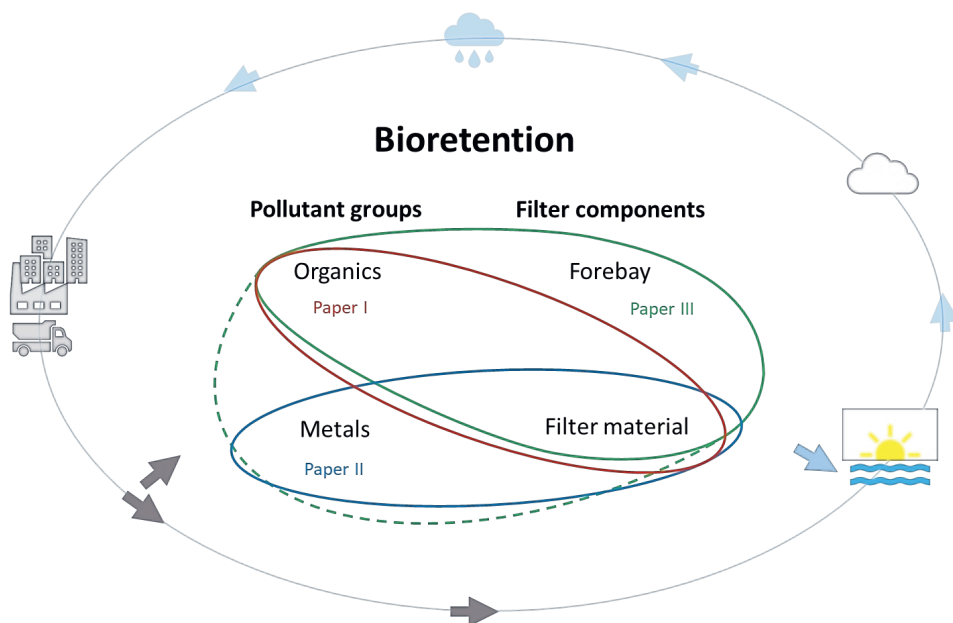 Bioretention
Pollutant groups
Filter components
Organics
Forebay
Paper I
Paper III
Metals
Filter material
Paper II